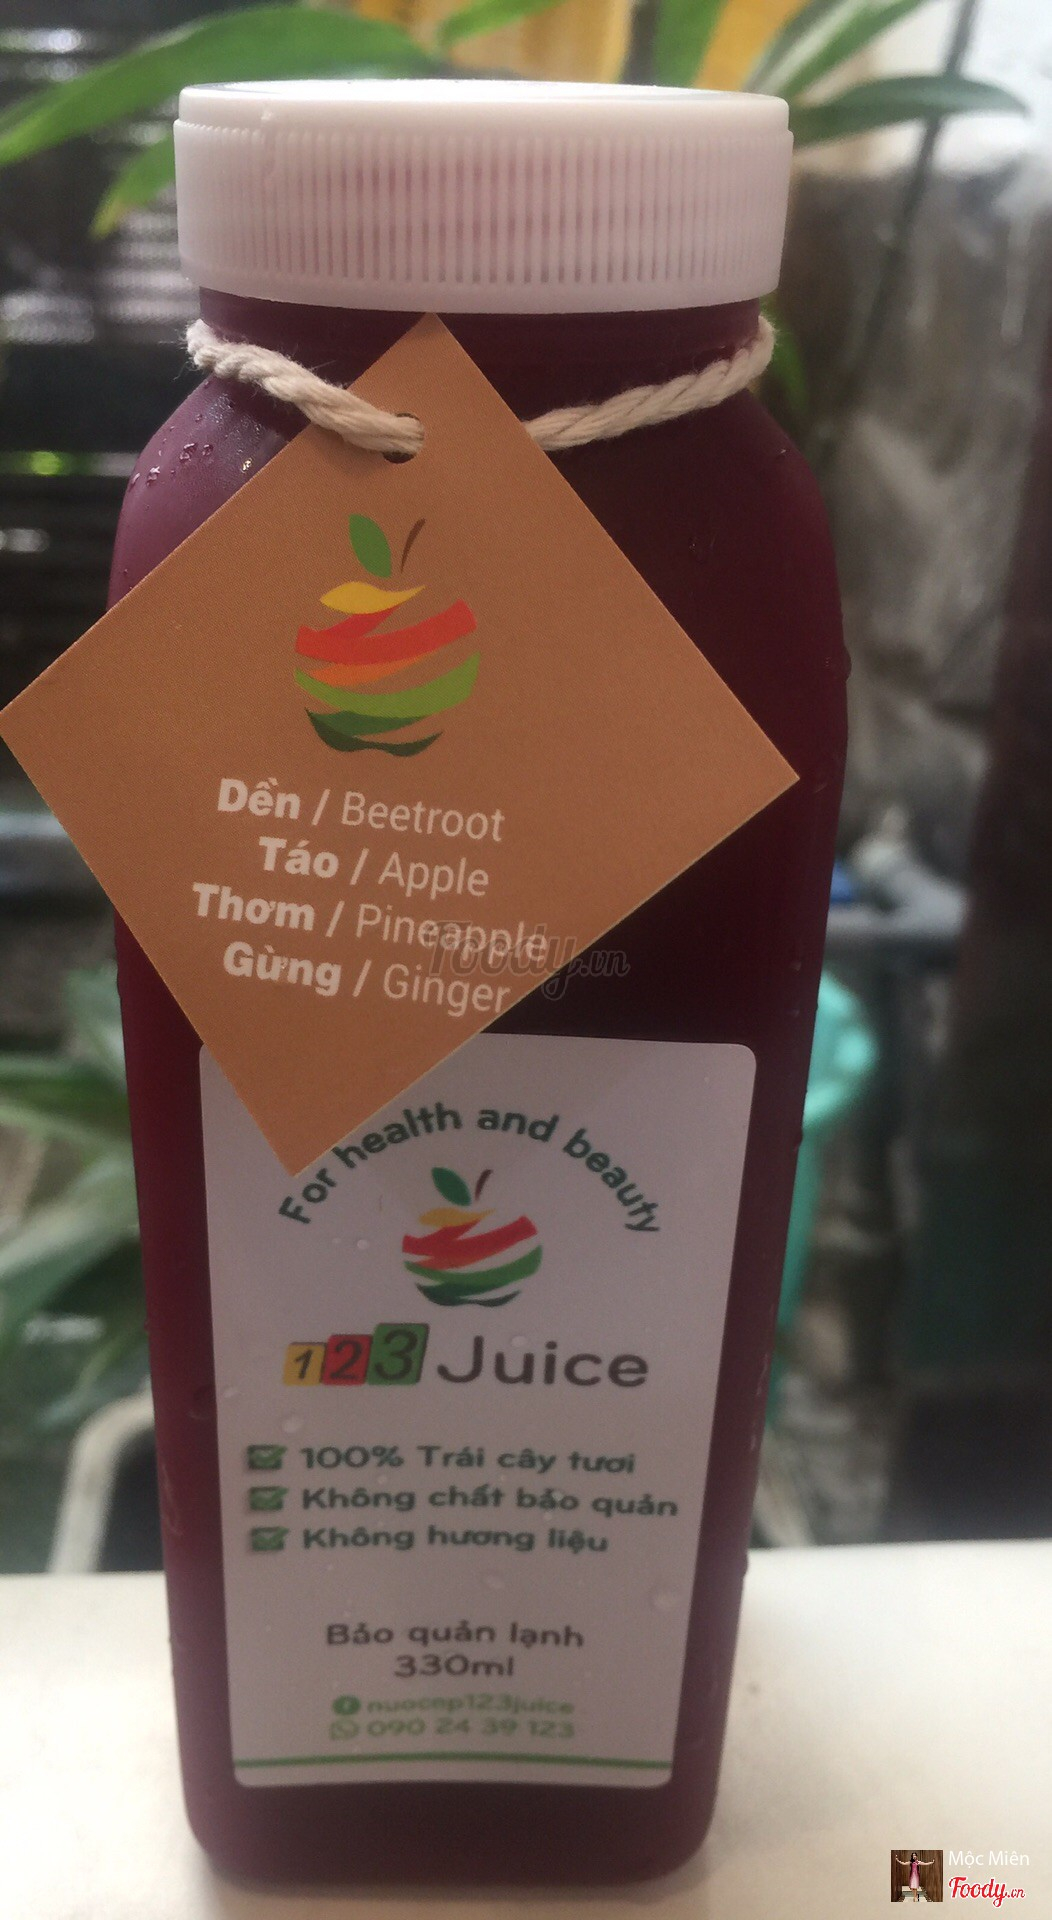 Dền / Beetroot
Táo / Apple
Thơm / Pineapple
Gừng / Ginger
Foody.vn
For health and beauty
123 Juice
100% Trái cây tươi
Không chất bảo quản
Không hương liệu
Bảo quản lạnh
330ml
nuocep123juice
090 24 39 123
Mộc Miên
Foody.vn